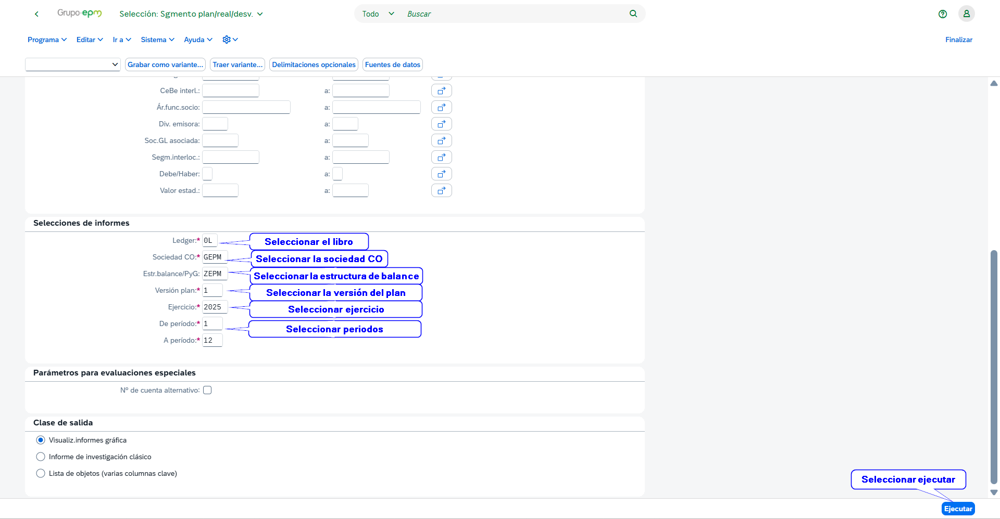 Grupo·epm
Selección: Sgmento plan/real/desv.
Todo
Buscar
Programa
Editar
Ir a
Sistema
Ayuda
Finalizar
Grabar como variante...
Traer variante...
Delimitaciones opcionales
Fuentes de datos
CeBe interl.: a:
Ár.func.socio: a:
Div. emisora: a:
Soc.GL asociada: a:
Segm.interloc.: a:
Debe/Haber: a:
Valor estad.: a:
Selecciones de informes
Ledger:* 0L Seleccionar el libro
Sociedad CO:* GEPM Seleccionar la sociedad CO
Estr.balance/PyG: ZEPM Seleccionar la estructura de balance
Versión plan:* 1 Seleccionar la versión del plan
Ejercicio:* 2025 Seleccionar ejercicio
De período:* 1 Seleccionar periodos
A período:* 12
Parámetros para evaluaciones especiales
Nº de cuenta alternativo:
Clase de salida
Visualiz.informes gráfica
Informe de investigación clásico
Lista de objetos (varias columnas clave)
Seleccionar ejecutar
Ejecutar